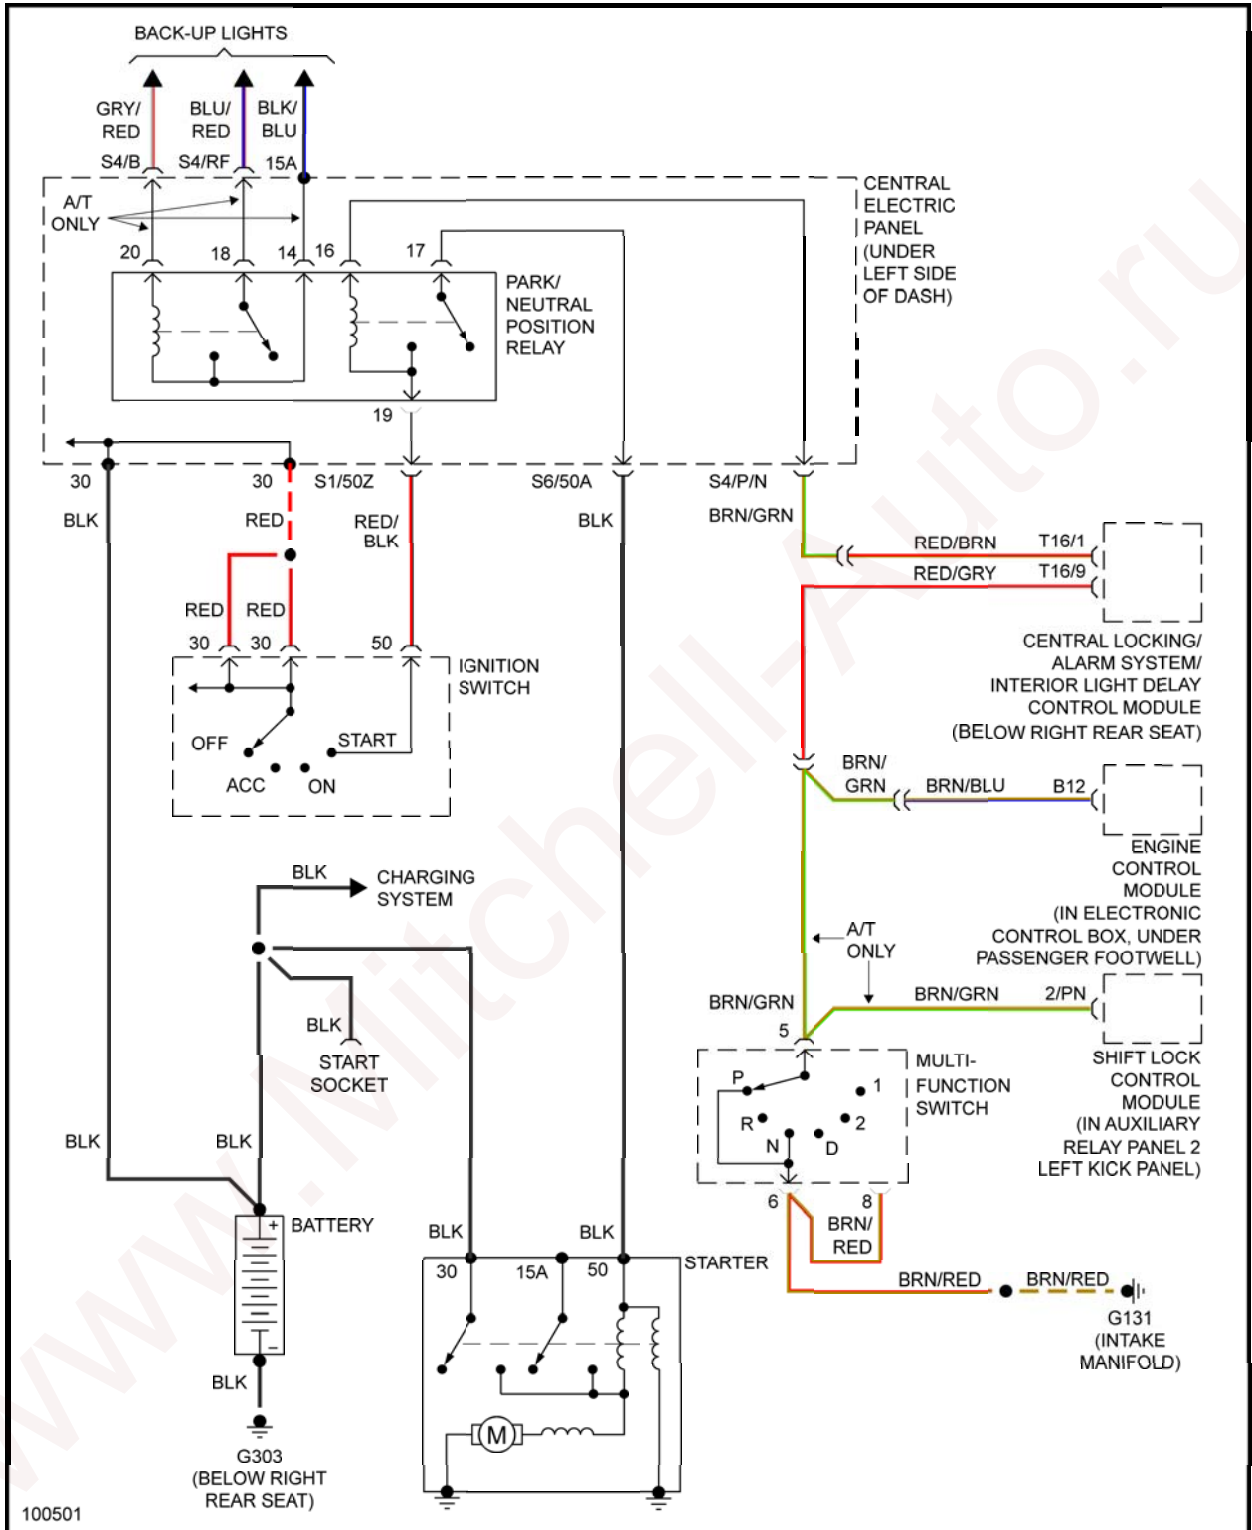 BACK-UP LIGHTS
GRY/
RED
BLU/
RED
BLK/
BLU
S4/B
S4/RF
15A
A/T
ONLY
CENTRAL
ELECTRIC
PANEL
(UNDER
LEFT SIDE
OF DASH)
20
18
14
16
17
PARK/
NEUTRAL
POSITION
RELAY
19
30
30
S1/50Z
S6/50A
S4/P/N
BLK
RED
RED/
BLK
BLK
BRN/GRN
RED/BRN
T16/1
RED/GRY
T16/9
RED
RED
30
30
50
CENTRAL LOCKING/
ALARM SYSTEM/
INTERIOR LIGHT DELAY
CONTROL MODULE
(BELOW RIGHT REAR SEAT)
IGNITION
SWITCH
OFF
START
ACC
ON
BRN/
GRN
BRN/BLU
B12
ENGINE
CONTROL
MODULE
(IN ELECTRONIC
CONTROL BOX, UNDER
PASSENGER FOOTWELL)
BLK
CHARGING
SYSTEM
A/T
ONLY
BRN/GRN
BRN/GRN
2/PN
BLK
START
SOCKET
5
MULTI-
FUNCTION
SWITCH
SHIFT LOCK
CONTROL
MODULE
(IN AUXILIARY
RELAY PANEL 2
LEFT KICK PANEL)
P
1
R
2
N
D
BLK
BLK
6
8
BRN/
RED
BATTERY
+
–
BLK
BLK
30
15A
50
STARTER
BRN/RED
BRN/RED
G131
(INTAKE
MANIFOLD)
BLK
M
G303
(BELOW RIGHT
REAR SEAT)
100501
www.Mitchell-Auto.ru